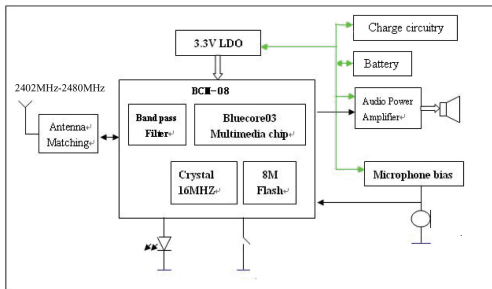 Charge circuitry
3.3V LDO
Battery
2402MHz-2480MHz
BCM-08
Band pass
Filter
Bluecore03
Multimedia chip
Audio Power
Amplifier
Antenna
Matching
Crystal
16MHZ
8M
Flash
Microphone bias